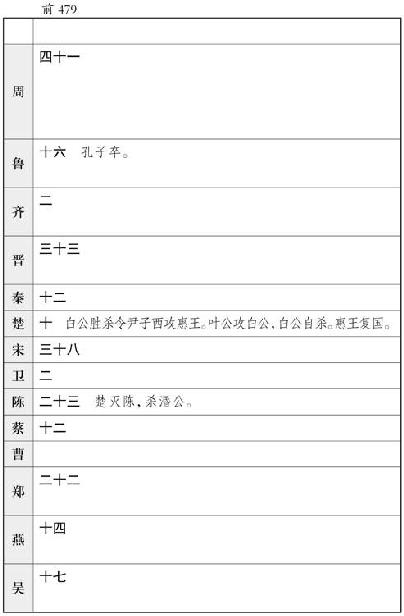 前 479
周 四十一
鲁 十六 孔子卒。
齐 二
晋 三十三
秦 十二
楚 十 白公胜杀令尹子西攻惠王。叶公攻白公,白公自杀。惠王复国。
宋 三十八
卫 二
陈 二十三 楚灭陈,杀湣公。
蔡 十二
曹
郑 二十二
燕 十四
吴 十七